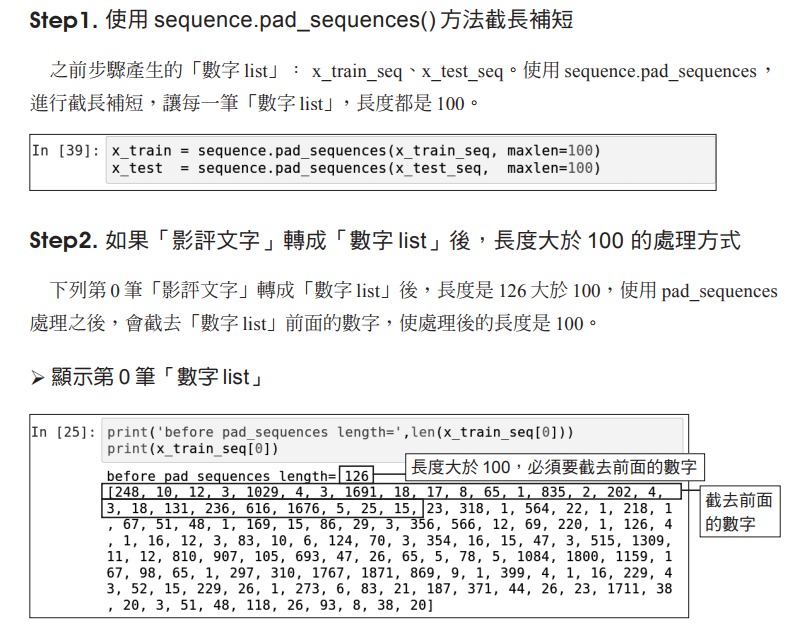 Step1. 使用 sequence.pad_sequences() 方法截長補短
之前步驟產生的「數字 list」： x_train_seq、x_test_seq。使用 sequence.pad_sequences，
進行截長補短，讓每一筆「數字 list」，長度都是 100。
In [39]: x_train = sequence.pad_sequences(x_train_seq, maxlen=100)
x_test  = sequence.pad_sequences(x_test_seq,  maxlen=100)
Step2. 如果「影評文字」轉成「數字 list」後，長度大於 100 的處理方式
下列第 0 筆「影評文字」轉成「數字 list」後，長度是 126 大於 100，使用 pad_sequences
處理之後，會截去「數字 list」前面的數字，使處理後的長度是 100。
➢ 顯示第 0 筆「數字 list」
In [25]: print('before pad_sequences length=',len(x_train_seq[0]))
print(x_train_seq[0])
before pad_sequences length= 126
長度大於 100，必須要截去前面的數字
[248, 10, 12, 3, 1029, 4, 3, 1691, 18, 17, 8, 65, 1, 835, 2, 202, 4,
3, 18, 131, 236, 616, 1676, 5, 25, 15, 23, 318, 1, 564, 22, 1, 218, 1
, 67, 51, 48, 1, 169, 15, 86, 29, 3, 356, 566, 12, 69, 220, 1, 126, 4
, 1, 16, 12, 3, 83, 10, 6, 124, 70, 3, 354, 16, 15, 47, 3, 515, 1309,
11, 12, 810, 907, 105, 693, 47, 26, 65, 5, 78, 5, 1084, 1800, 1159, 1
67, 98, 65, 1, 297, 310, 1767, 1871, 869, 9, 1, 399, 4, 1, 16, 229, 4
3, 52, 15, 229, 26, 1, 273, 6, 83, 21, 187, 371, 44, 26, 23, 1711, 38
, 20, 3, 51, 48, 118, 26, 93, 8, 38, 20]
截去前面
的數字